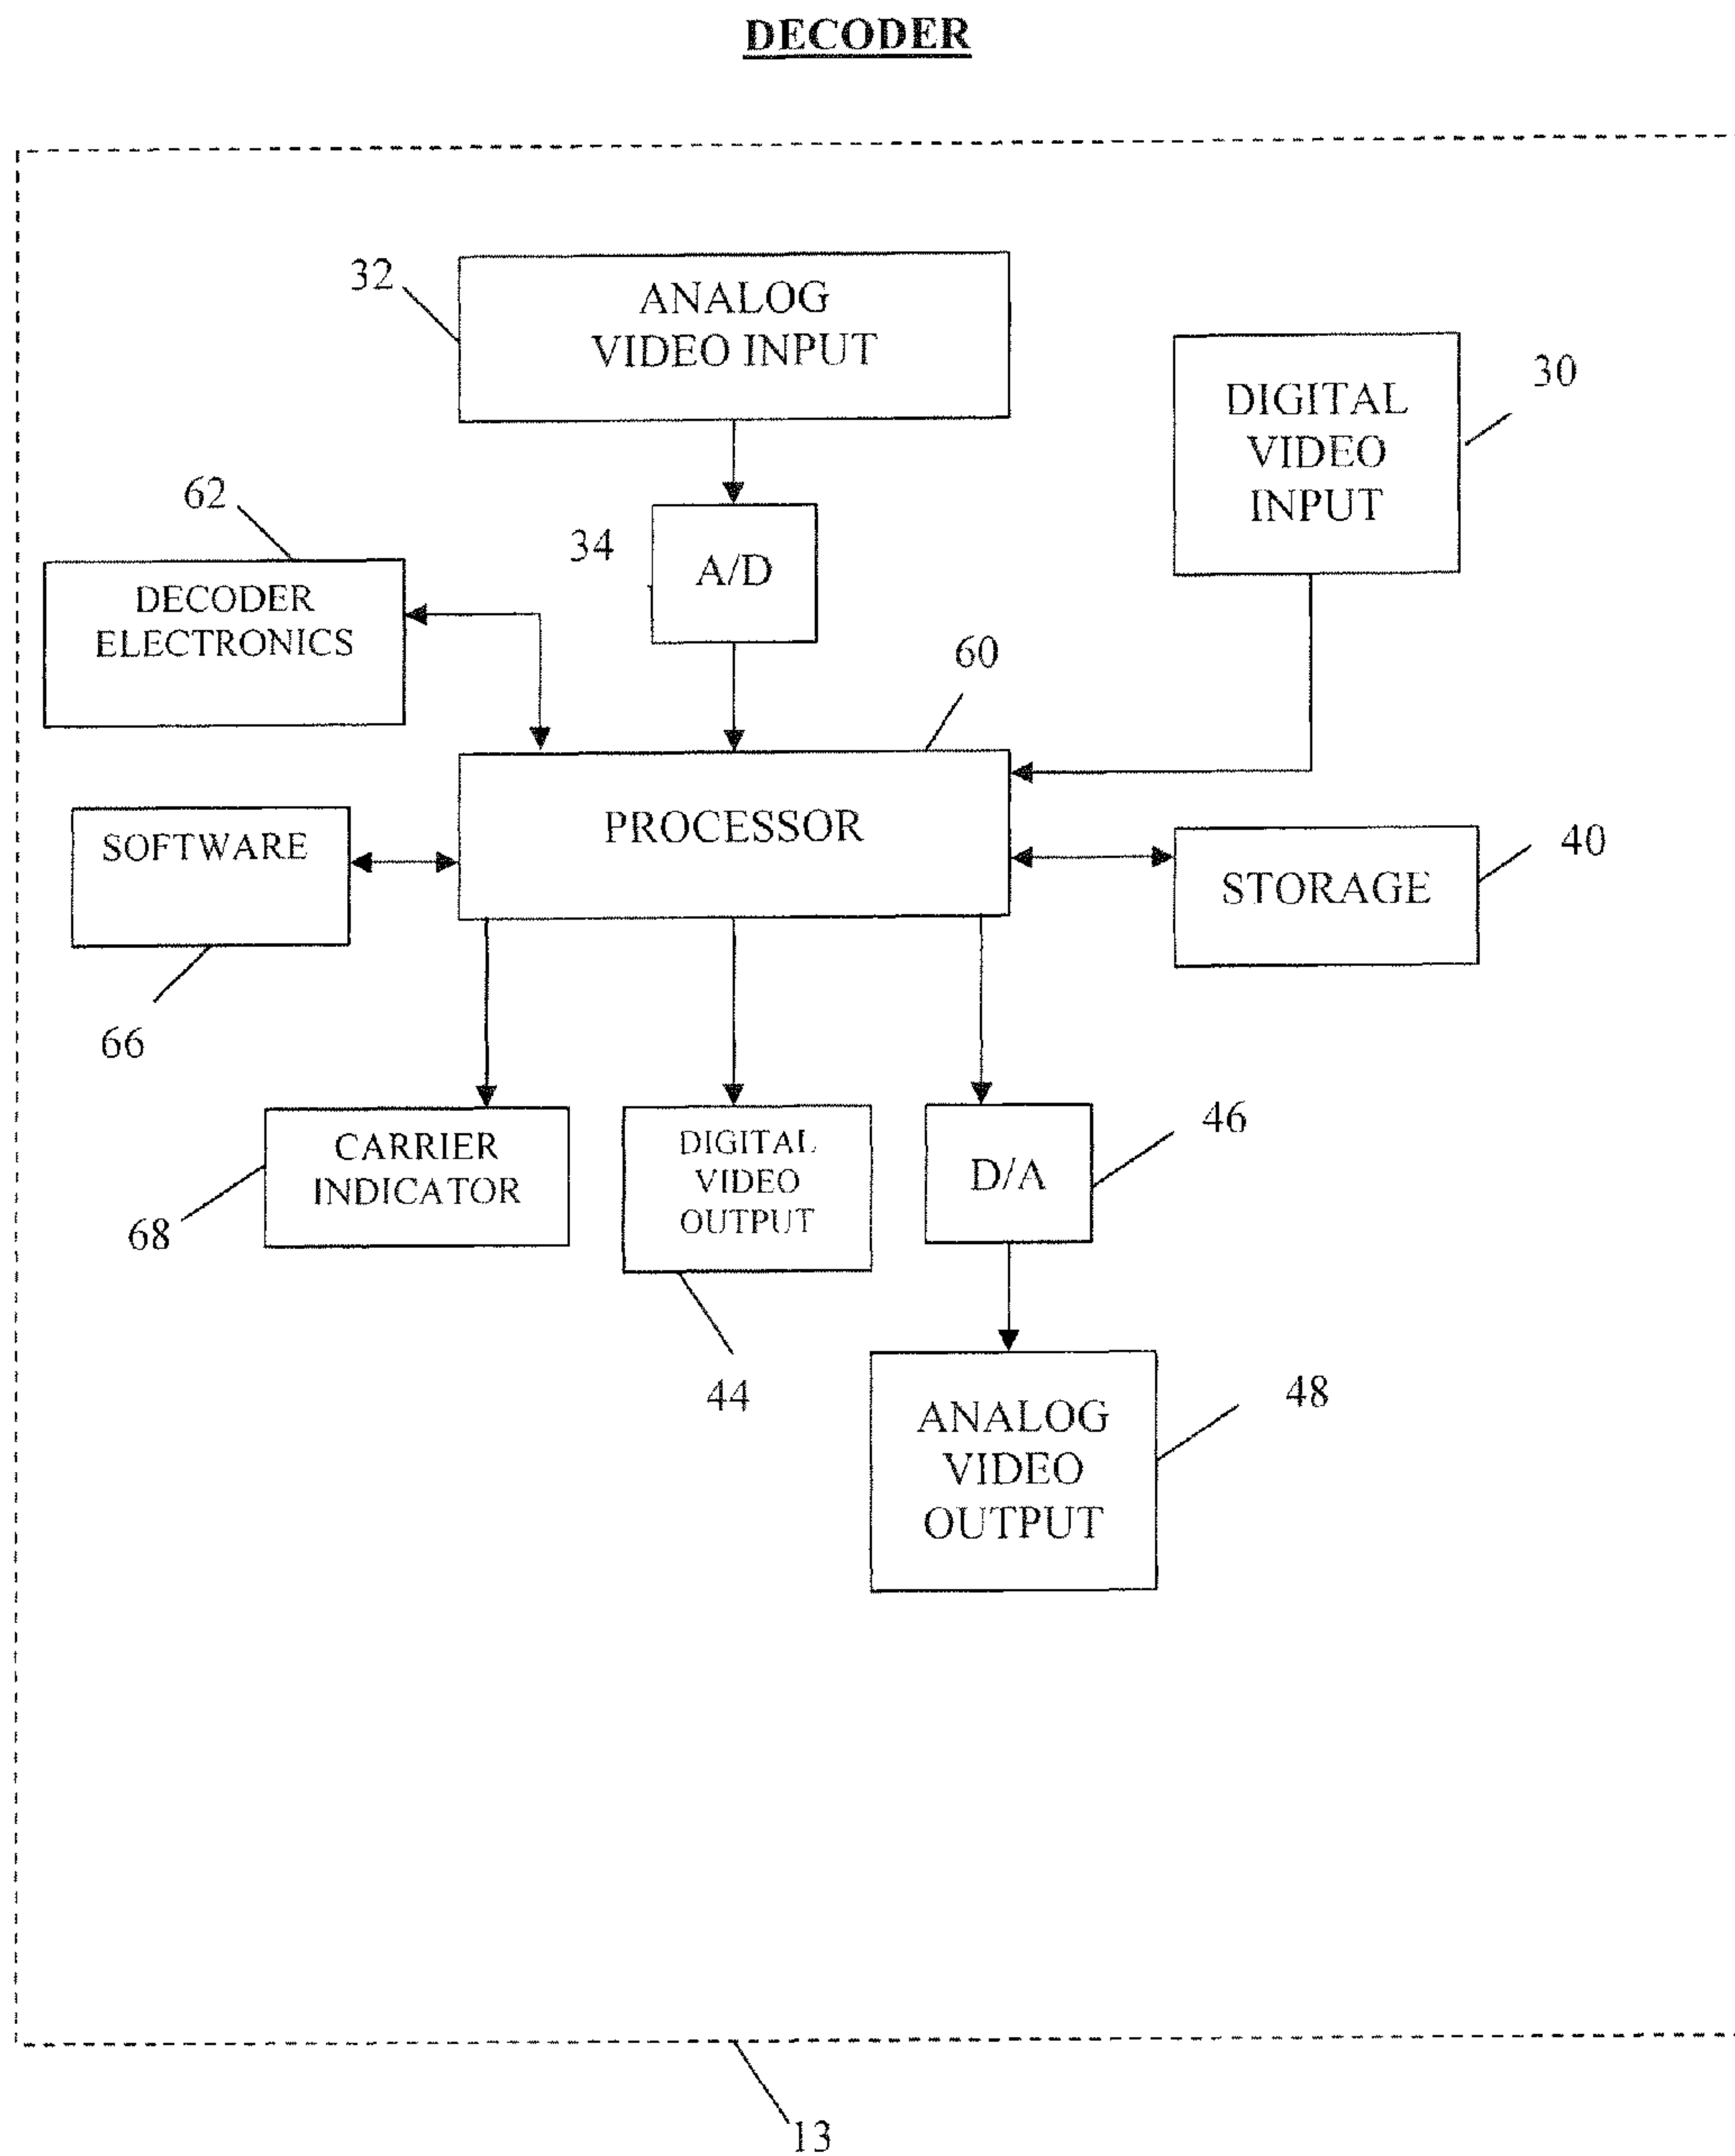 DECODER
32
ANALOG
VIDEO INPUT
30
DIGITAL
VIDEO
INPUT
62
34
A/D
DECODER
ELECTRONICS
60
PROCESSOR
SOFTWARE
40
STORAGE
66
46
CARRIER
INDICATOR
68
DIGITAL
VIDEO
OUTPUT
D/A
44
48
ANALOG
VIDEO
OUTPUT
13